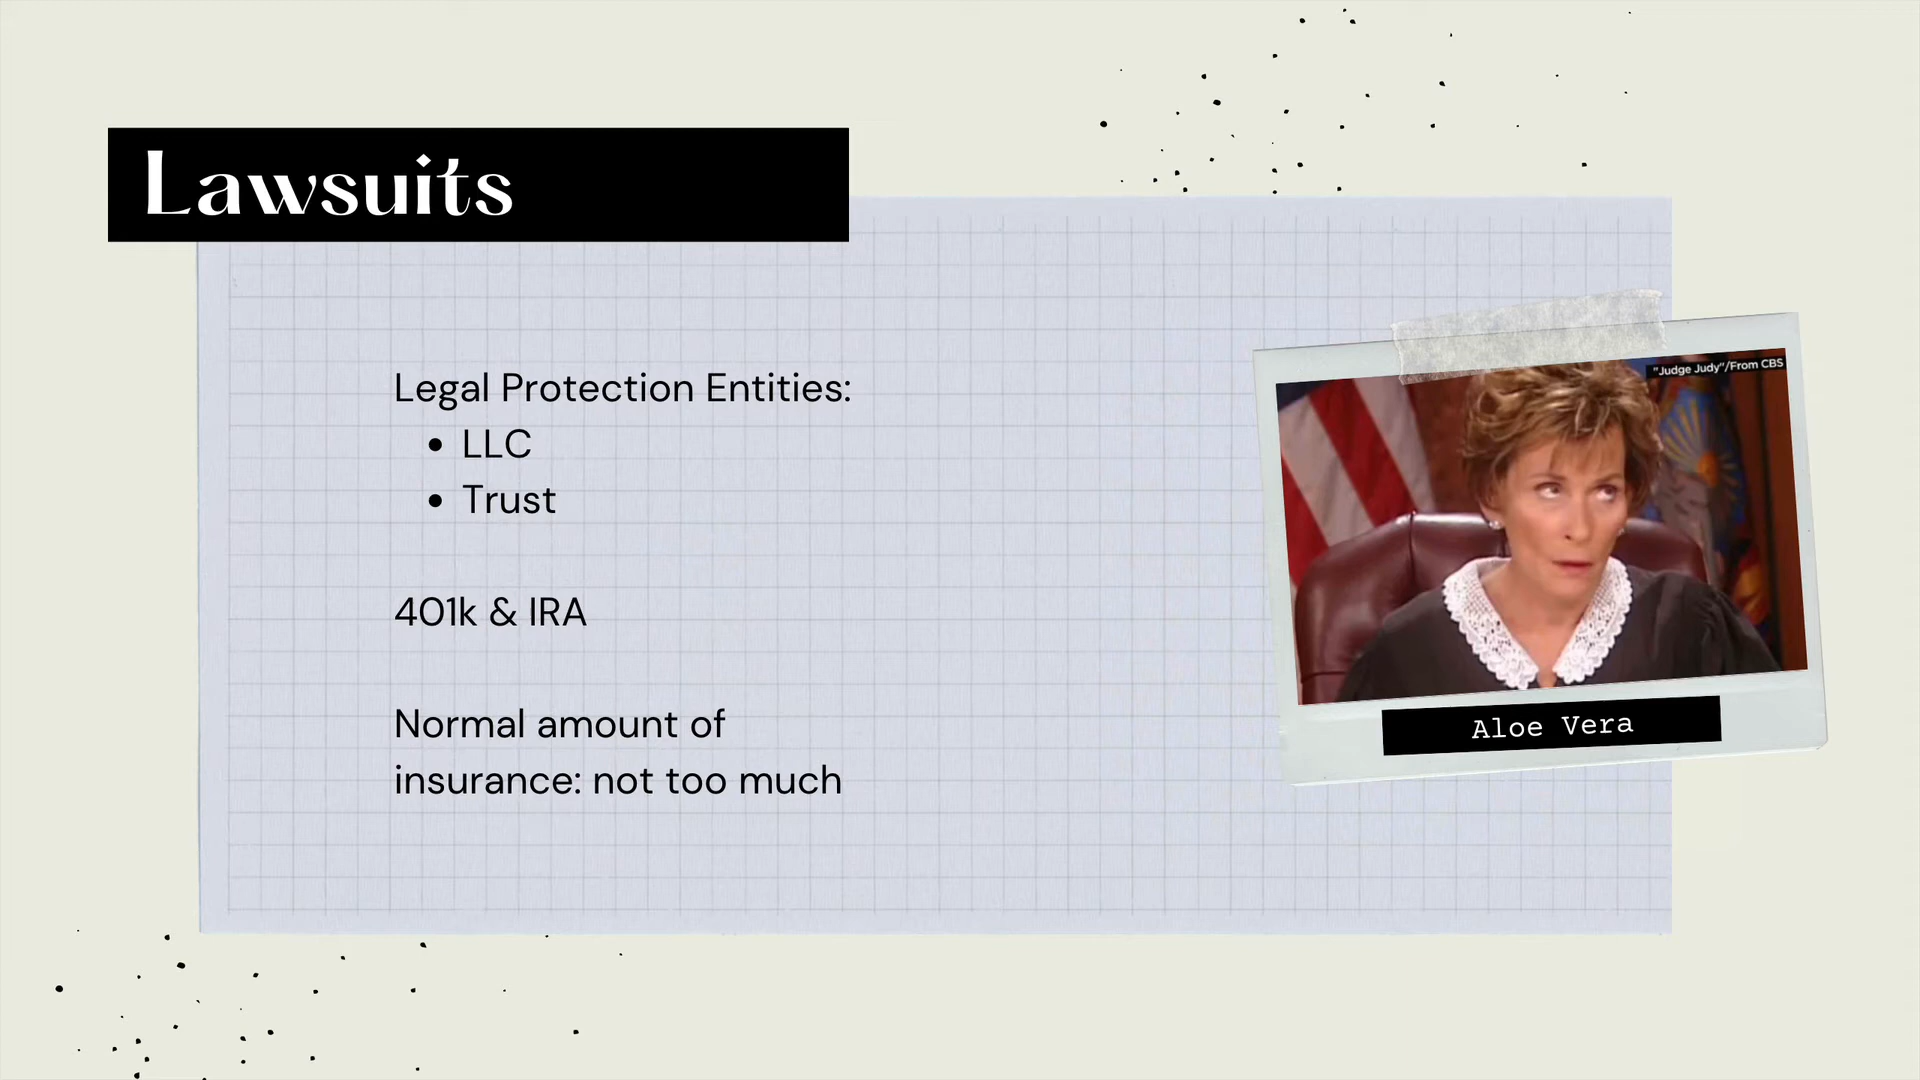 Lawsuits
Legal Protection Entities:
• LLC
• Trust
401k & IRA
Normal amount of
insurance: not too much
"Judge Judy"/From CBS
Aloe Vera